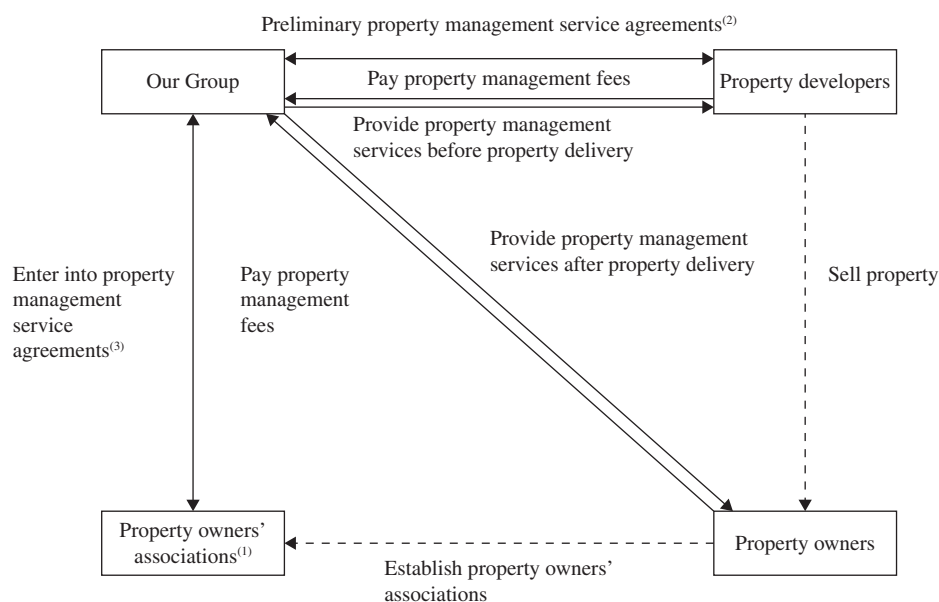 Preliminary property management service agreements(2)
Our Group
Pay property management fees
Property developers
Provide property management
services before property delivery
Provide property management
services after property delivery
Enter into property
management
service
agreements(3)
Pay property
management
fees
Sell property
Property owners’
associations(1)
Property owners
Establish property owners’
associations